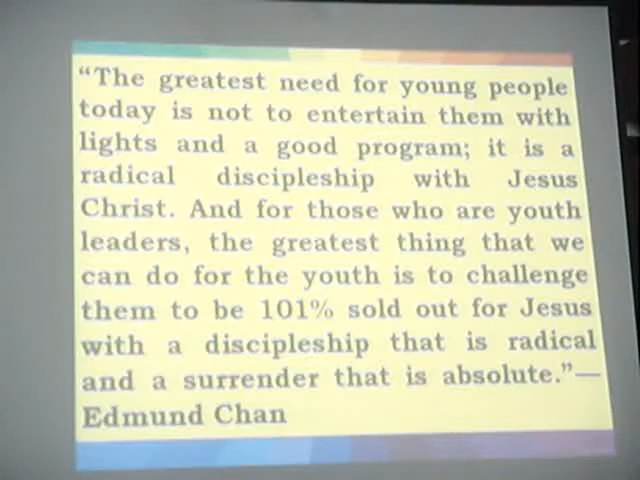 “The greatest need for young people
today is not to entertain them with
lights and a good program; it is a
radical discipleship with Jesus
Christ. And for those who are youth
leaders, the greatest thing that we
can do for the youth is to challenge
them to be 101% sold out for Jesus
with a discipleship that is radical
and a surrender that is absolute.”—
Edmund Chan